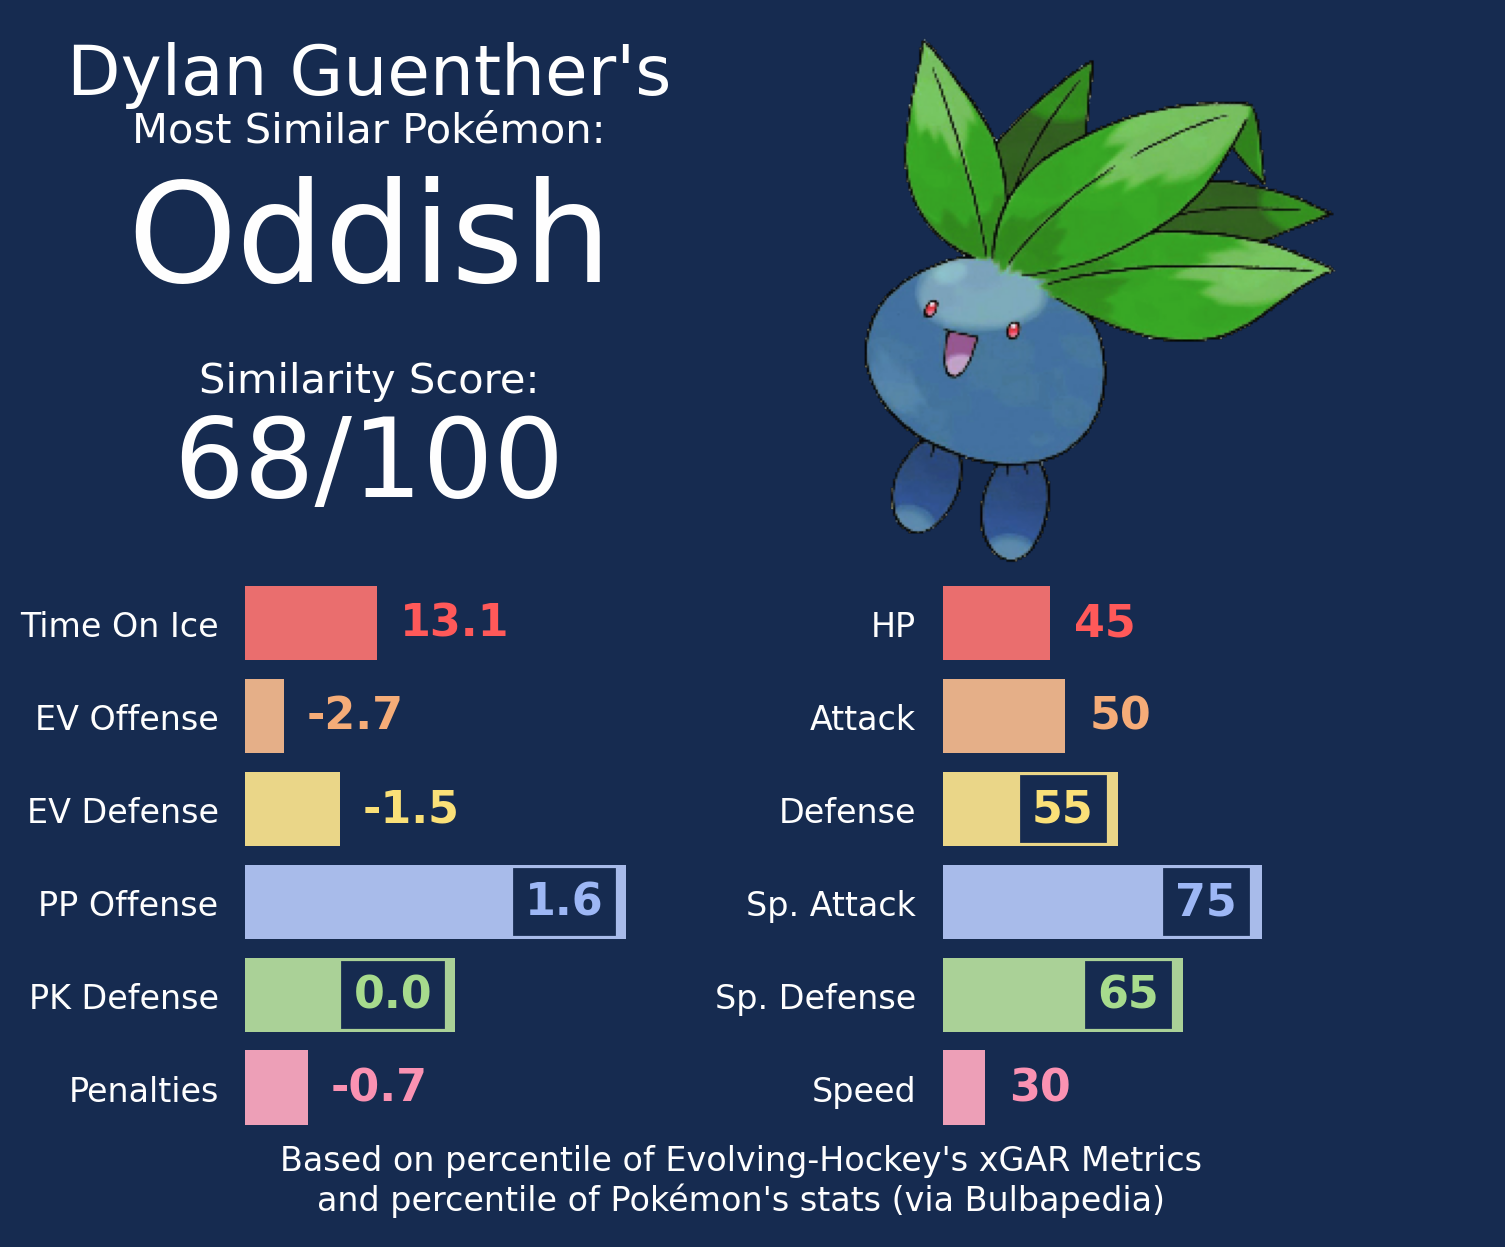 Dylan Guenther's
Most Similar Pokémon:
Oddish
Similarity Score:
68/100
Time On Ice 13.1
EV Offense -2.7
EV Defense -1.5
PP Offense 1.6
PK Defense 0.0
Penalties -0.7
HP 45
Attack 50
Defense 55
Sp. Attack 75
Sp. Defense 65
Speed 30
Based on percentile of Evolving-Hockey's xGAR Metrics
and percentile of Pokémon's stats (via Bulbapedia)